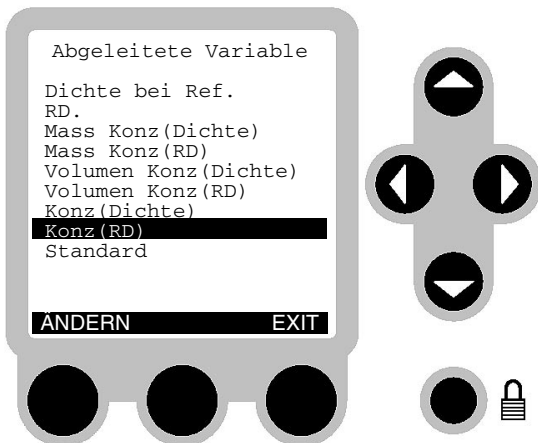 Abgeleitete Variable
Dichte bei Ref.
RD.
Mass Konz(Dichte)
Mass Konz(RD)
Volumen Konz(Dichte)
Volumen Konz(RD)
Konz(Dichte)
Konz(RD)
Standard
ÄNDERN EXIT